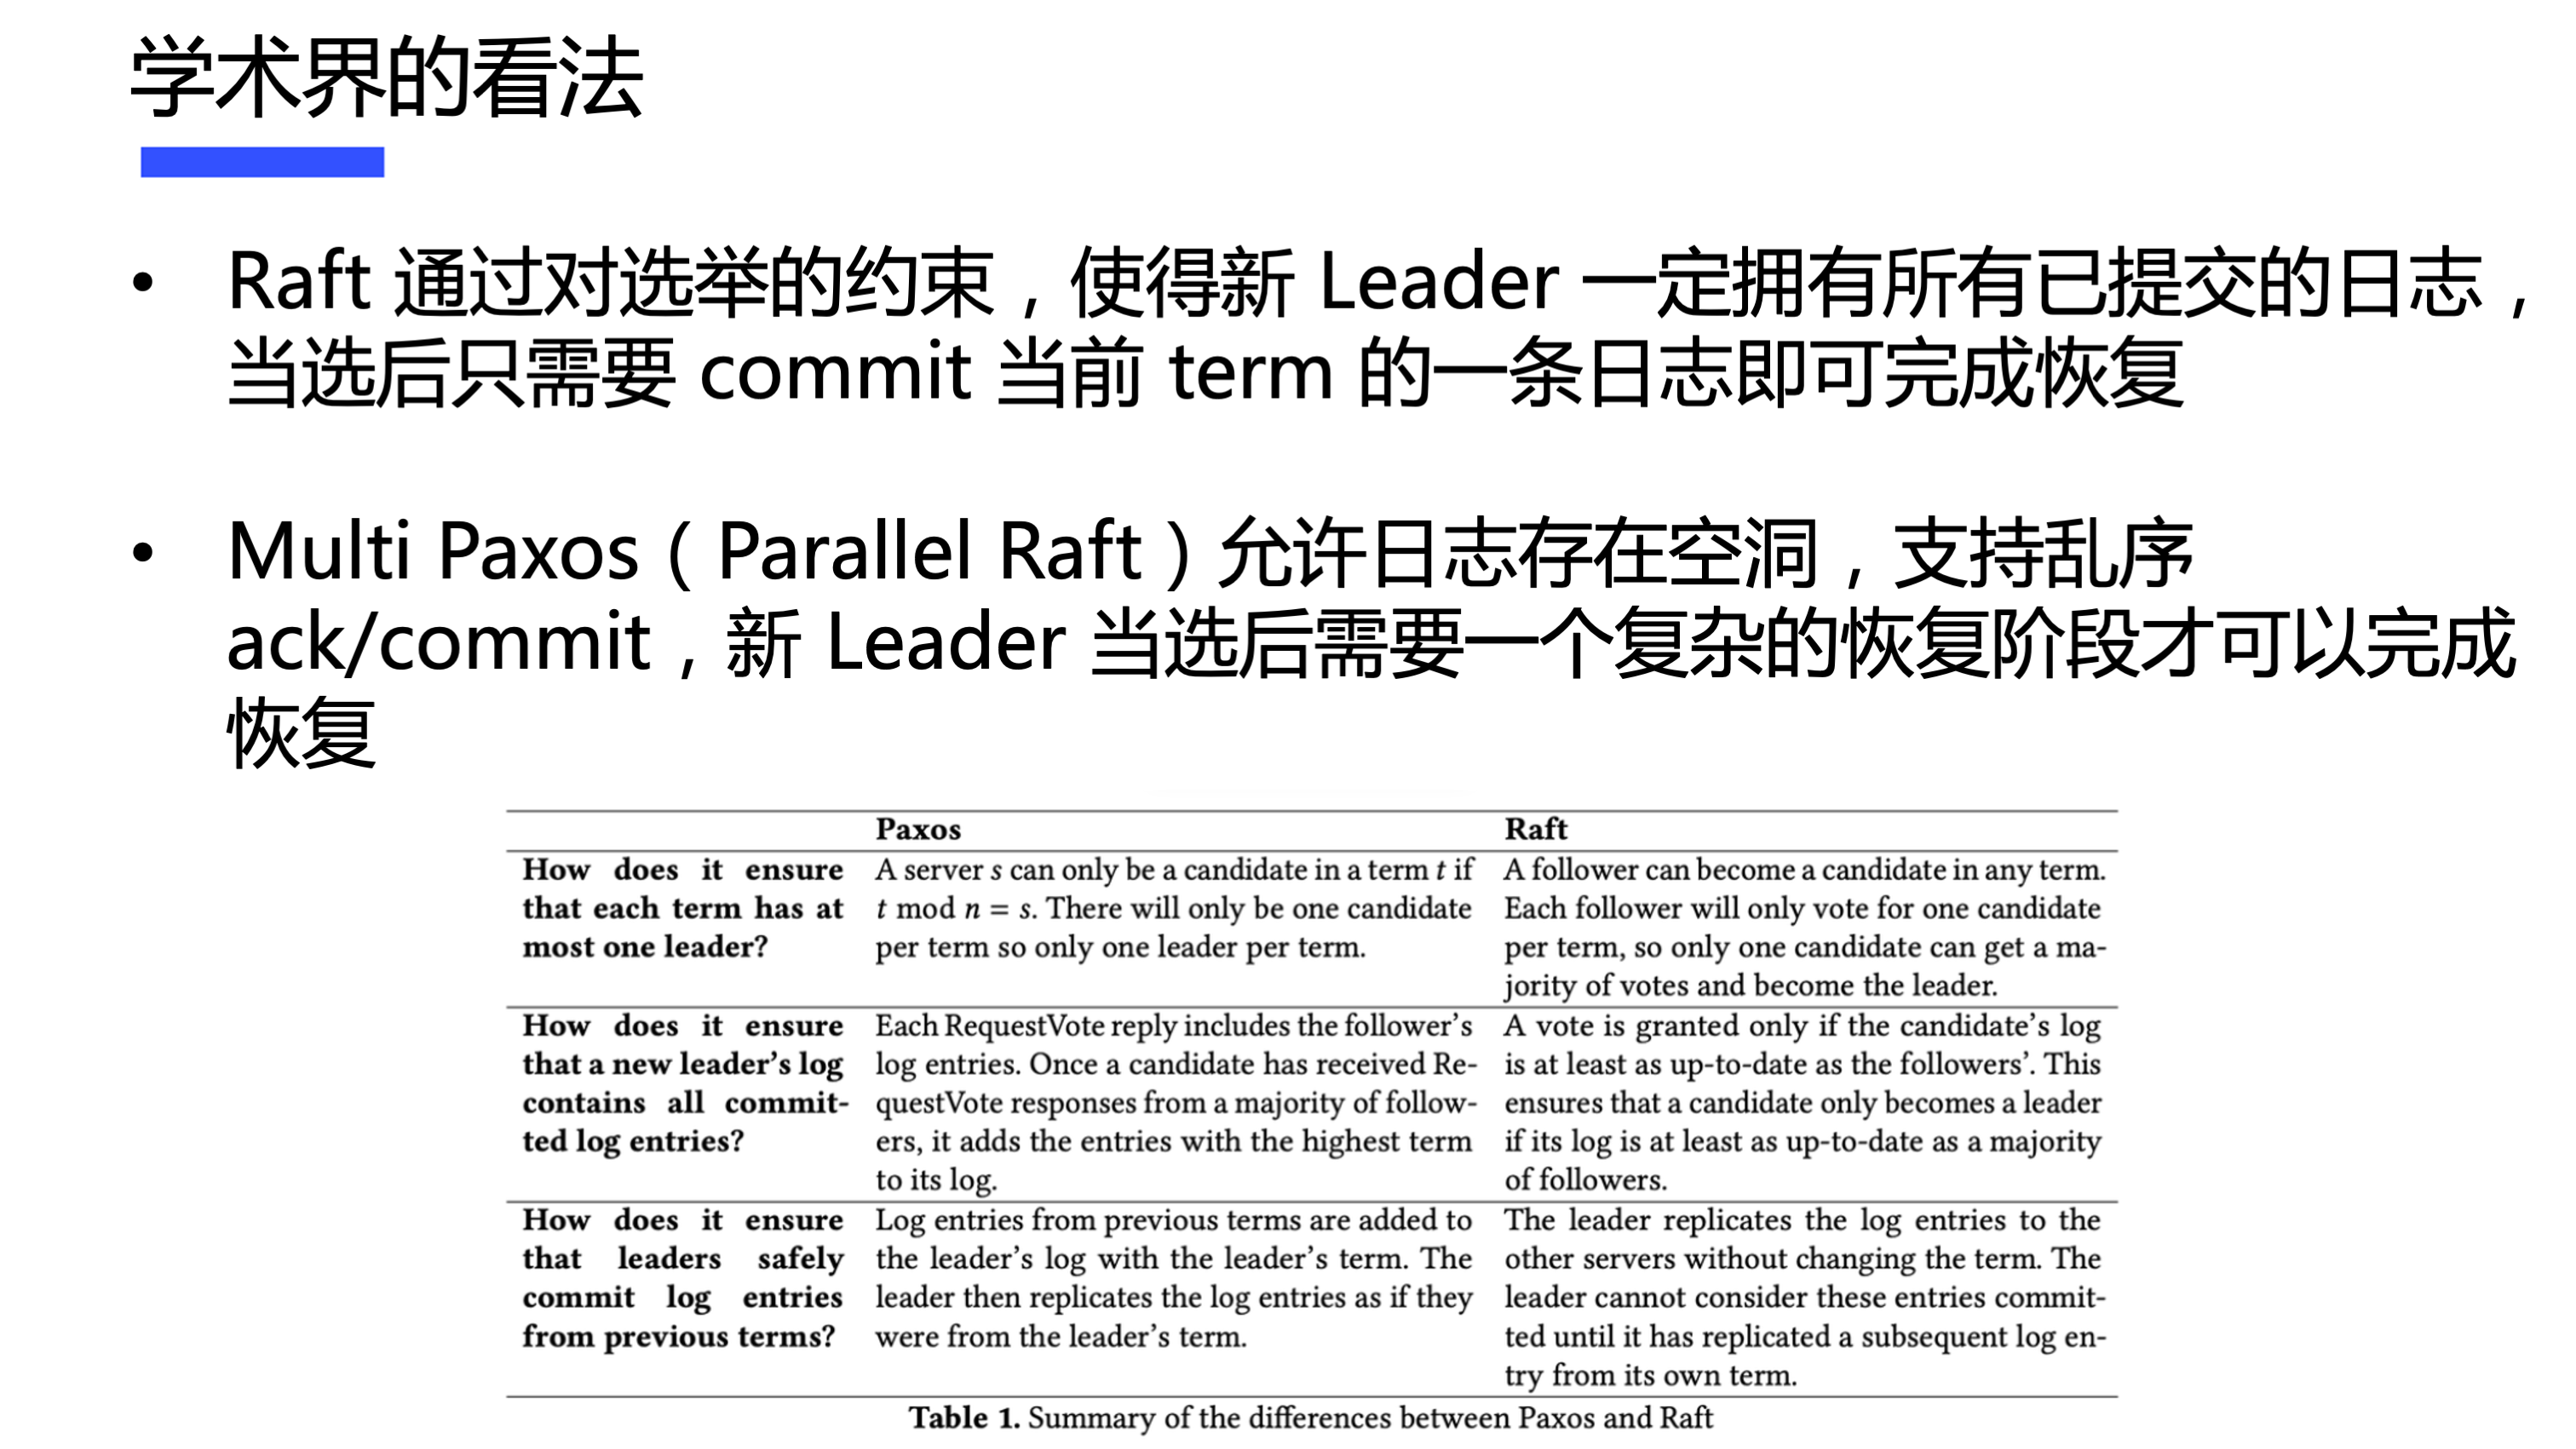 学术界的看法
• Raft 通过对选举的约束，使得新 Leader 一定拥有所有已提交的日志，
当选后只需要 commit 当前 term 的一条日志即可完成恢复
• Multi Paxos（Parallel Raft）允许日志存在空洞，支持乱序
ack/commit，新 Leader 当选后需要一个复杂的恢复阶段才可以完成
恢复
Paxos Raft
How does it ensure
that each term has at
most one leader?
A server s can only be a candidate in a term t if
t mod n = s. There will only be one candidate
per term so only one leader per term.
A follower can become a candidate in any term.
Each follower will only vote for one candidate
per term, so only one candidate can get a ma-
jority of votes and become the leader.
How does it ensure
that a new leader’s log
contains all commit-
ted log entries?
Each RequestVote reply includes the follower’s
log entries. Once a candidate has received Re-
questVote responses from a majority of follow-
ers, it adds the entries with the highest term
to its log.
A vote is granted only if the candidate’s log
is at least as up-to-date as the followers’. This
ensures that a candidate only becomes a leader
if its log is at least as up-to-date as a majority
of followers.
How does it ensure
that leaders safely
commit log entries
from previous terms?
Log entries from previous terms are added to
the leader’s log with the leader’s term. The
leader then replicates the log entries as if they
were from the leader’s term.
The leader replicates the log entries to the
other servers without changing the term. The
leader cannot consider these entries commit-
ted until it has replicated a subsequent log en-
try from its own term.
Table 1. Summary of the differences between Paxos and Raft